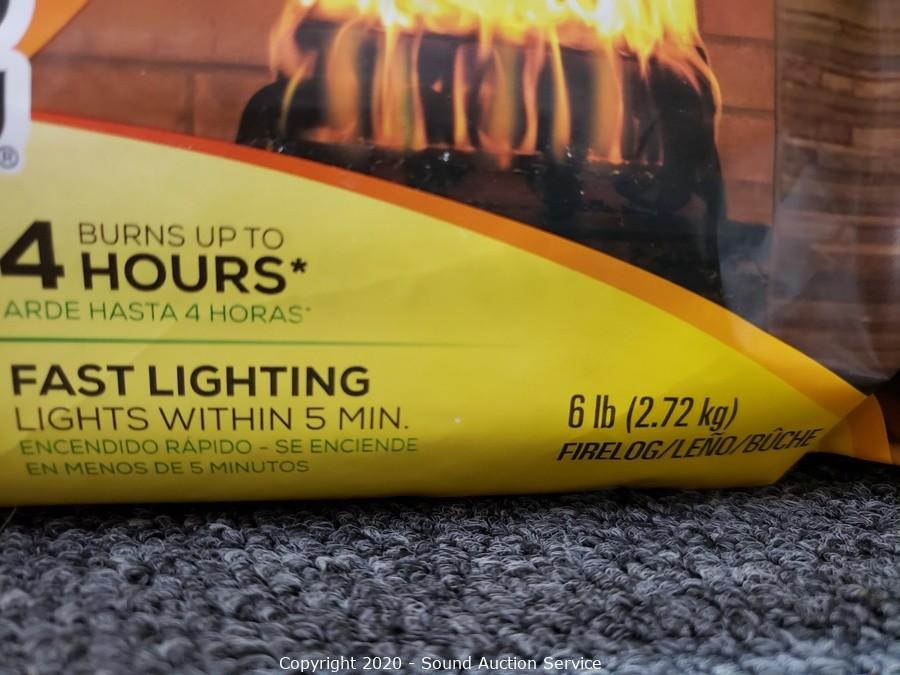 ®
4 BURNS UP TO
HOURS*
ARDE HASTA 4 HORAS*
FAST LIGHTING
LIGHTS WITHIN 5 MIN.
ENCENDIDO RÁPIDO - SE ENCIENDE
EN MENOS DE 5 MINUTOS
6 lb (2.72 kg)
FIRELOG/LEÑO/BÛCHE
Copyright 2020 - Sound Auction Service